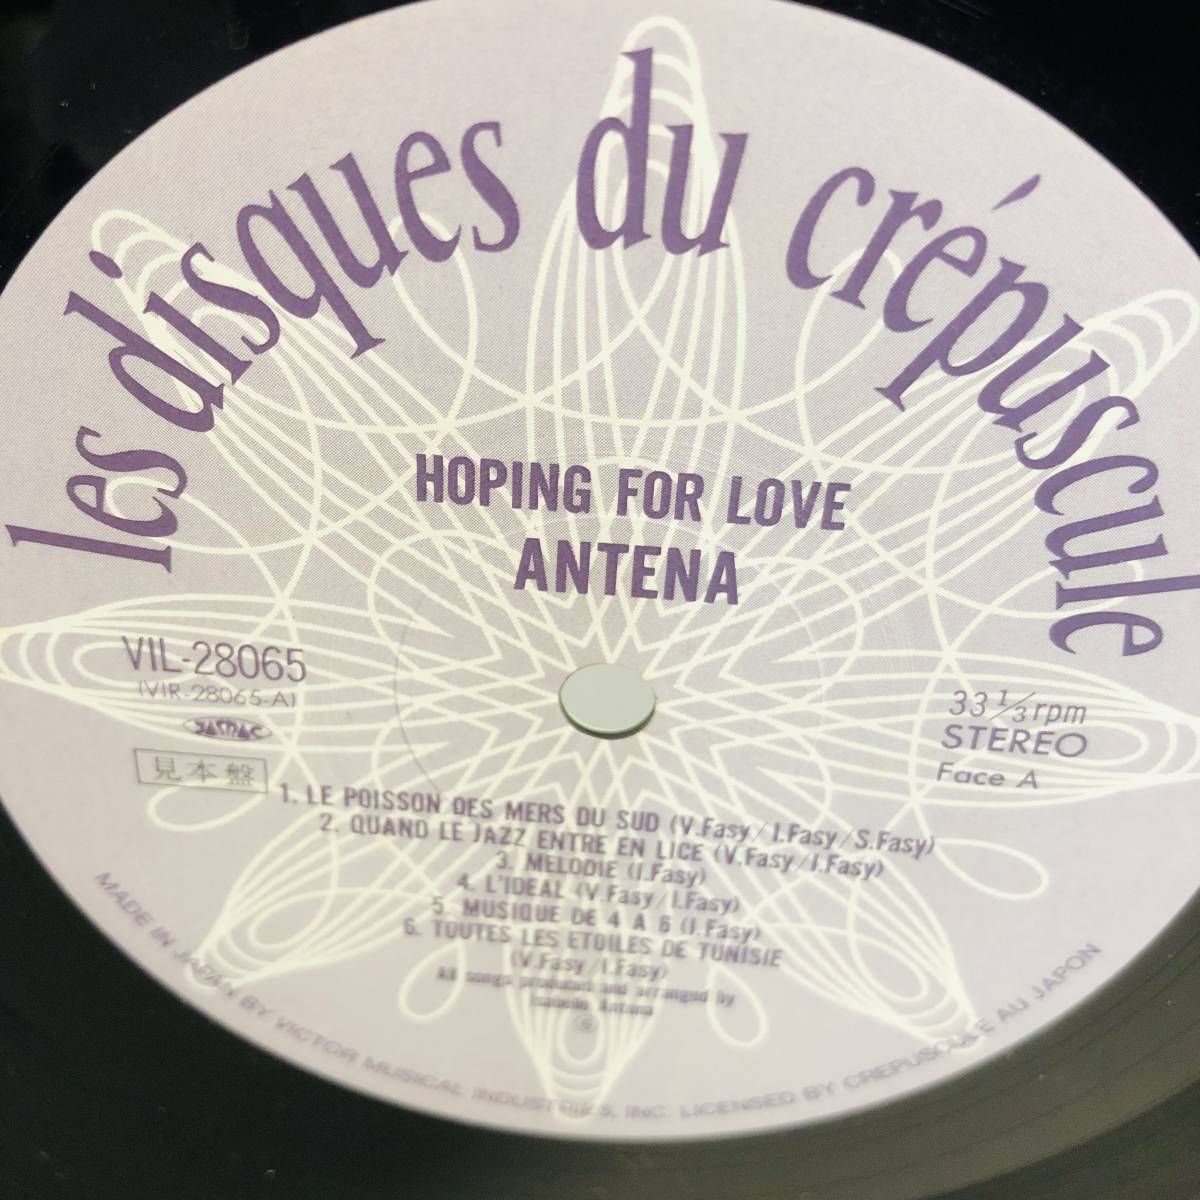 les disques du crépuscule
HOPING FOR LOVE
ANTENA
VIL-28065
(VIR-28065-A)
JASRAC
見本盤
33 1/3 rpm
STEREO
Face A
1. LE POISSON DES MERS DU SUD (V.Fasy/I.Fasy/S.Fasy)
2. QUAND LE JAZZ ENTRE EN LICE (V.Fasy/I.Fasy)
3. MELODIE (I.Fasy)
4. L'IDEAL (V.Fasy/I.Fasy)
5. MUSIQUE DE 4 A 6 (I.Fasy)
6. TOUTES LES ETOILES DE TUNISIE
(V.Fasy/I.Fasy)
All songs produced and arranged by
Isabelle Antena
MADE IN JAPAN BY VICTOR MUSICAL INDUSTRIES, INC. LICENSED BY CREPUSCULE AU JAPON